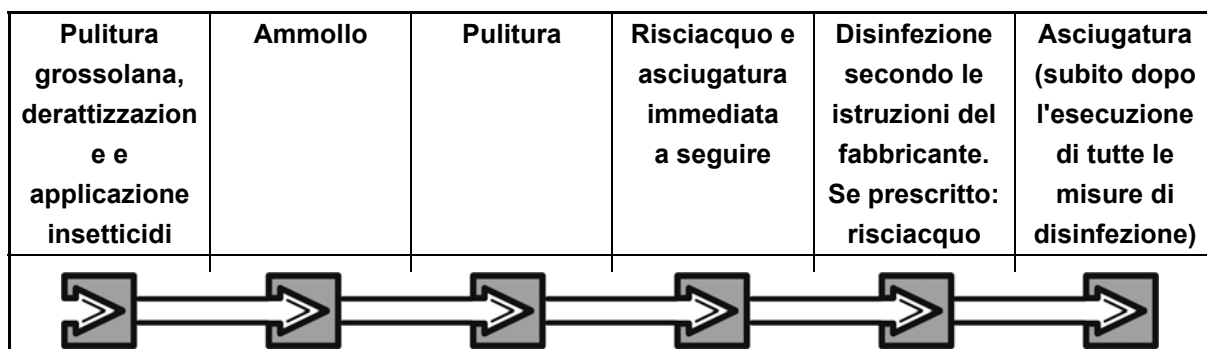 Pulitura
grossolana,
derattizzazion
e e
applicazione
insetticidi
Ammollo
Pulitura
Risciacquo e
asciugatura
immediata
a seguire
Disinfezione
secondo le
istruzioni del
fabbricante.
Se prescritto:
risciacquo
Asciugatura
(subito dopo
l'esecuzione
di tutte le
misure di
disinfezione)